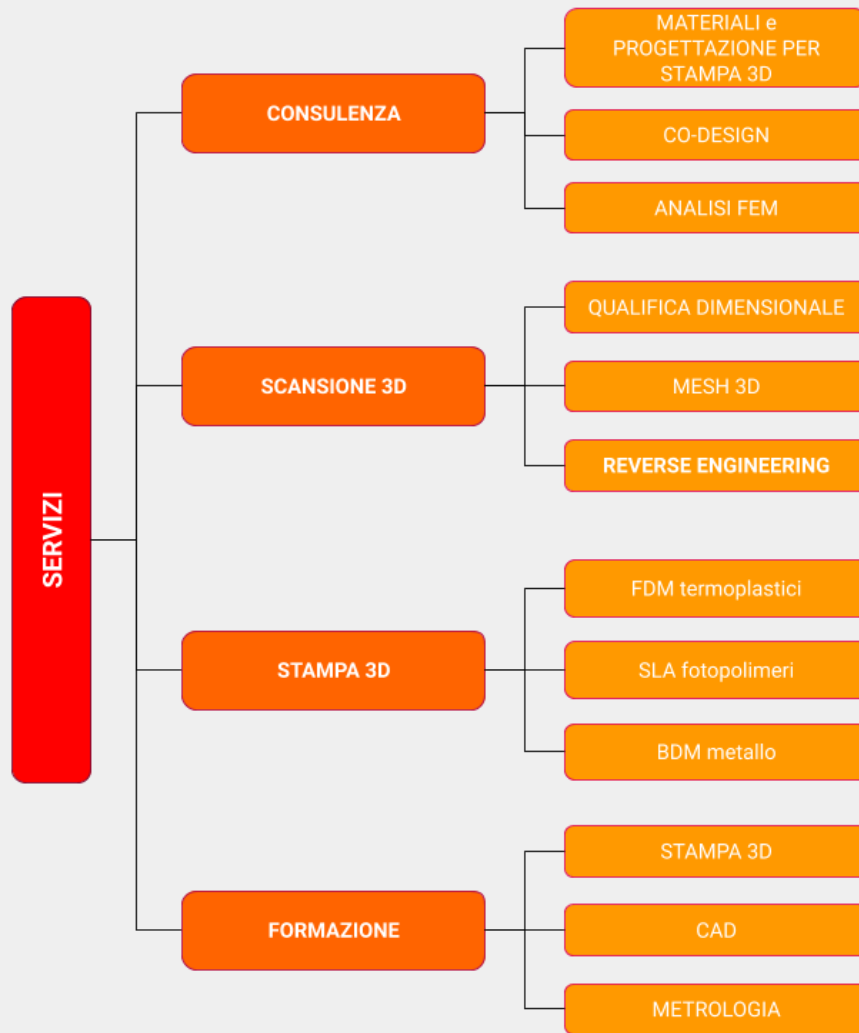 SERVIZI
CONSULENZA
MATERIALI e
PROGETTAZIONE PER
STAMPA 3D
CO-DESIGN
ANALISI FEM
SCANSIONE 3D
QUALIFICA DIMENSIONALE
MESH 3D
REVERSE ENGINEERING
STAMPA 3D
FDM termoplastici
SLA fotopolimeri
BDM metallo
FORMAZIONE
STAMPA 3D
CAD
METROLOGIA